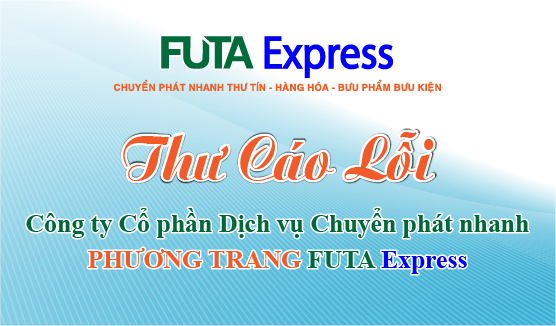 FUTA Express
CHUYỂN PHÁT NHANH THƯ TÍN - HÀNG HÓA - BƯU PHẨM BƯU KIỆN
Thư Cáo Lỗi
Công ty Cổ phần Dịch vụ Chuyển phát nhanh
PHƯƠNG TRANG FUTA Express